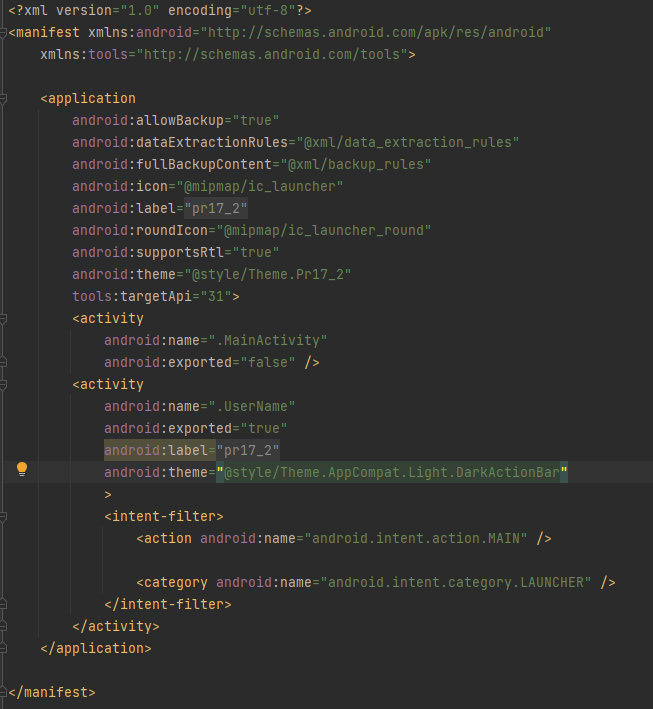 <?xml version="1.0" encoding="utf-8"?>
<manifest xmlns:android="http://schemas.android.com/apk/res/android"
    xmlns:tools="http://schemas.android.com/tools">

    <application
        android:allowBackup="true"
        android:dataExtractionRules="@xml/data_extraction_rules"
        android:fullBackupContent="@xml/backup_rules"
        android:icon="@mipmap/ic_launcher"
        android:label="pr17_2"
        android:roundIcon="@mipmap/ic_launcher_round"
        android:supportsRtl="true"
        android:theme="@style/Theme.Pr17_2"
        tools:targetApi="31">
        <activity
            android:name=".MainActivity"
            android:exported="false" />
        <activity
            android:name=".UserName"
            android:exported="true"
            android:label="pr17_2"
            android:theme="@style/Theme.AppCompat.Light.DarkActionBar"
            >
            <intent-filter>
                <action android:name="android.intent.action.MAIN" />

                <category android:name="android.intent.category.LAUNCHER" />
            </intent-filter>
        </activity>
    </application>

</manifest>